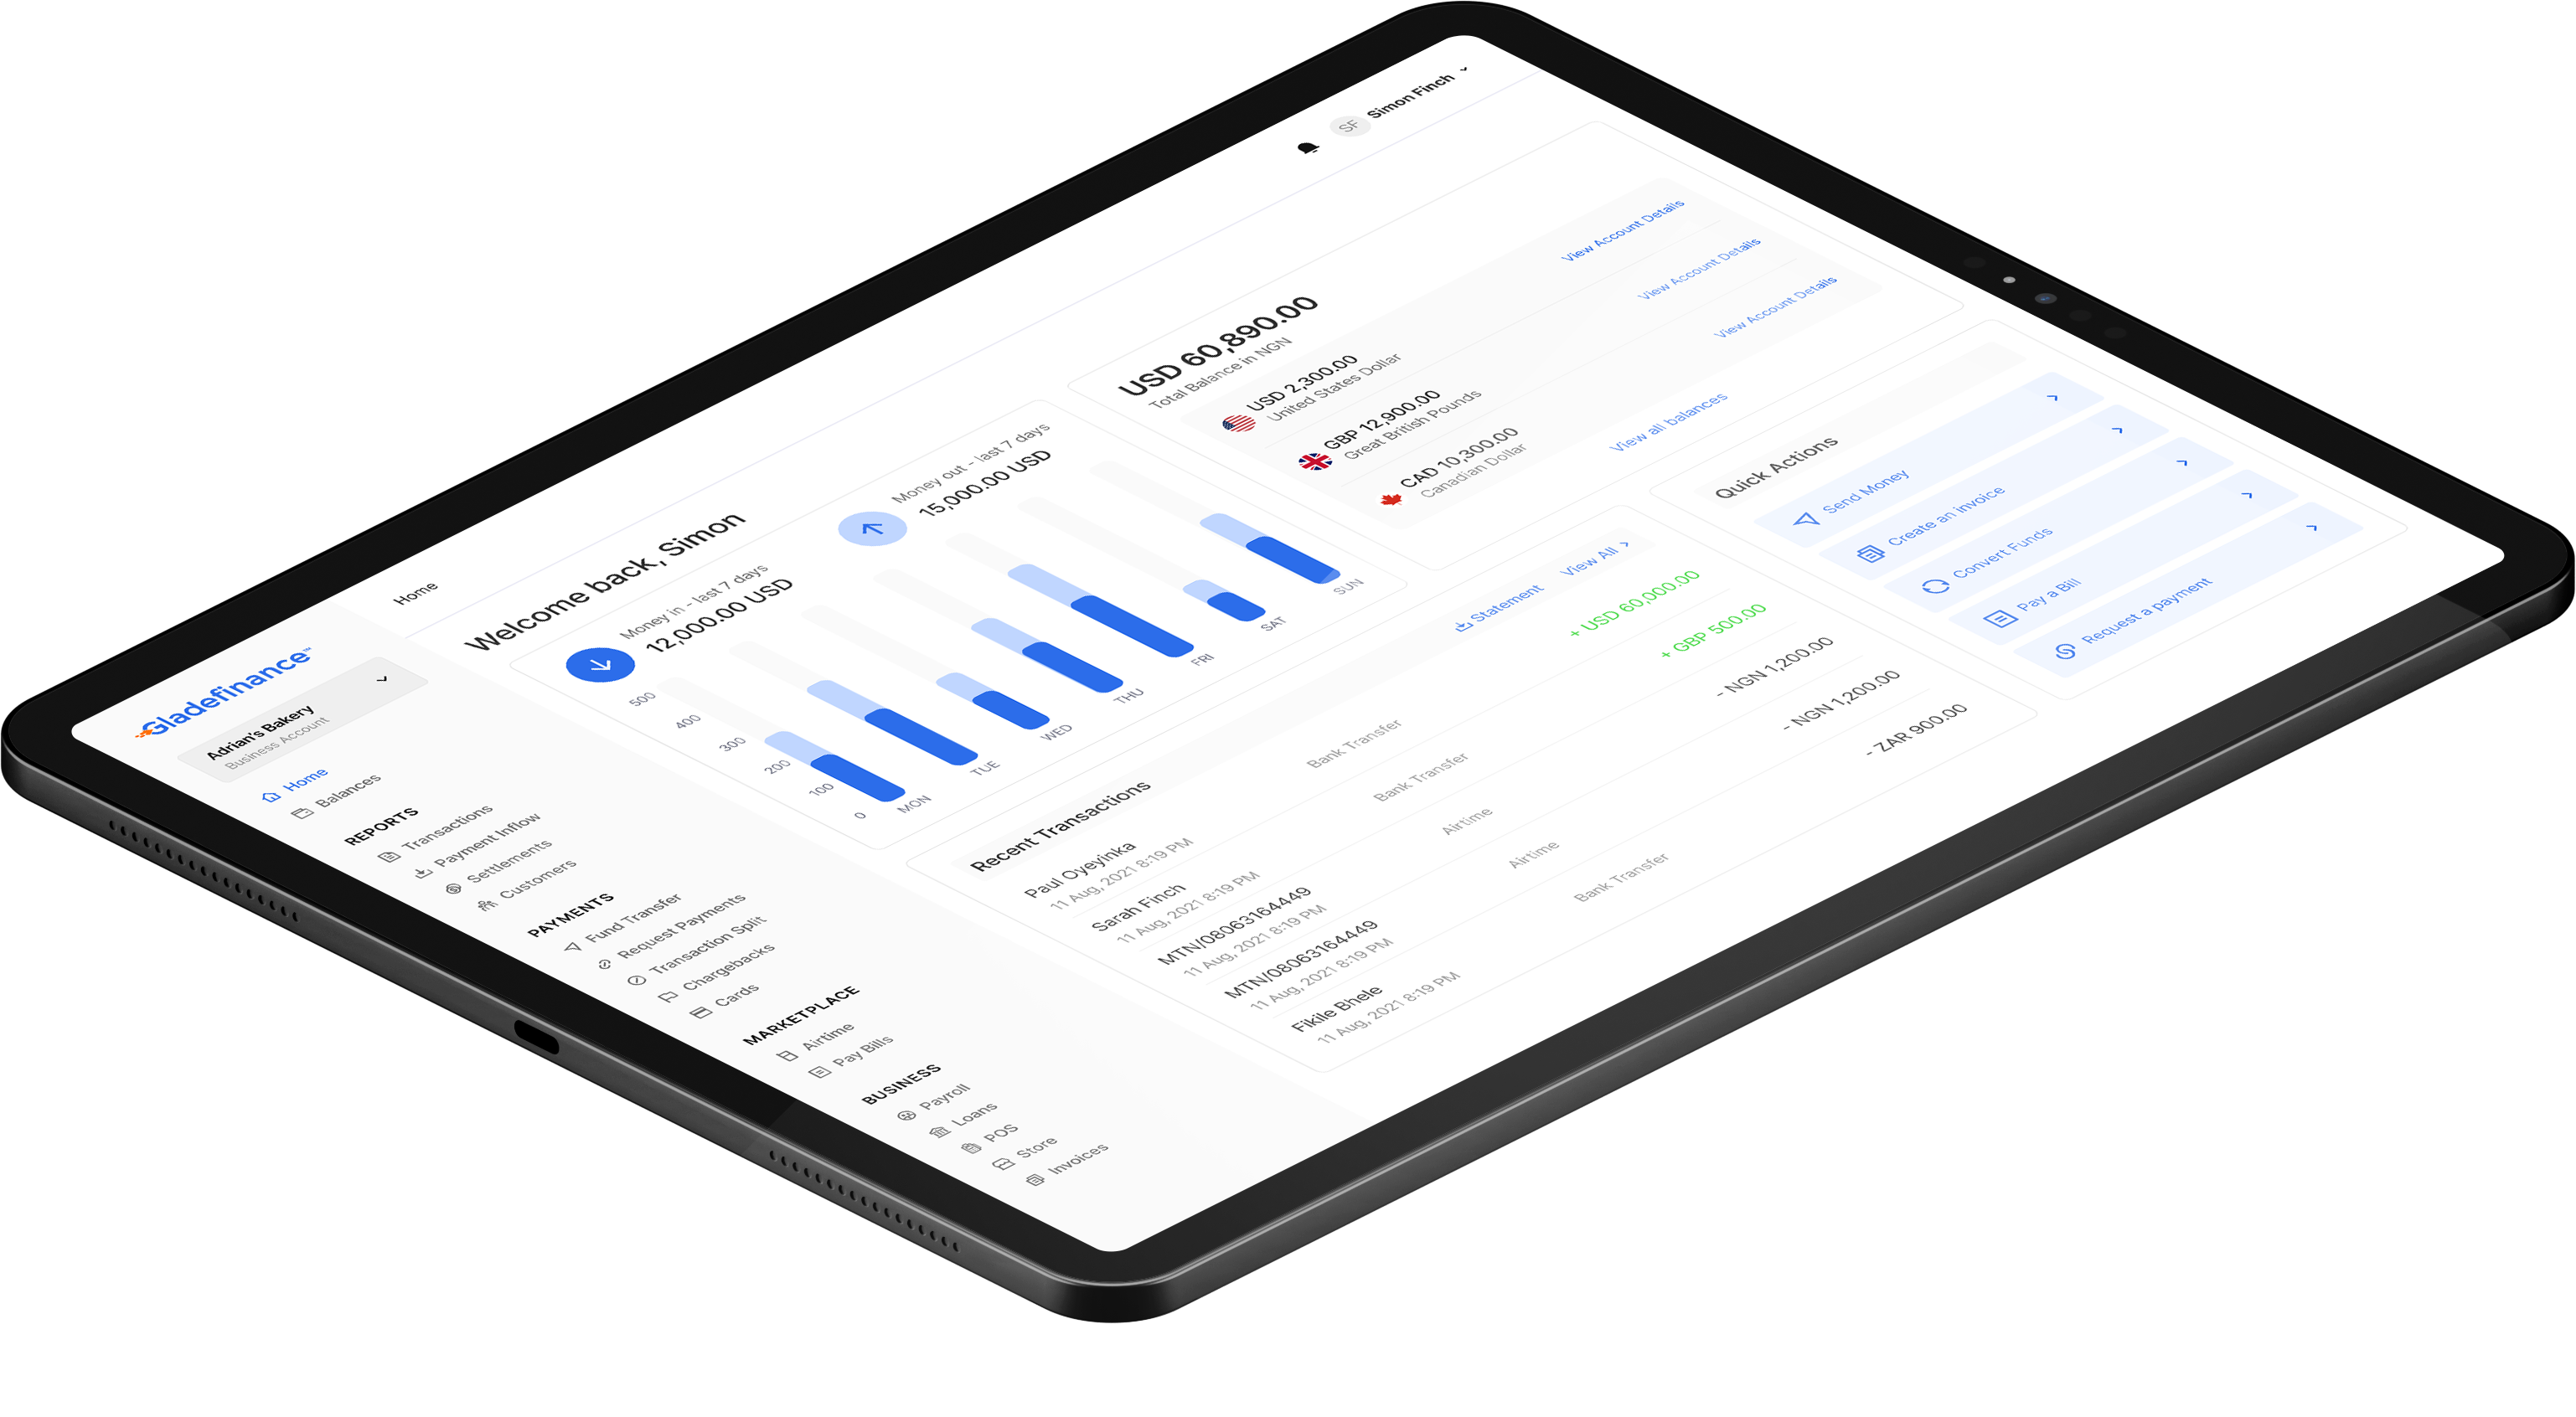 Gladefinance™
Adrian's Bakery
Business Account
Home
Balances
REPORTS
Transactions
Payment Inflow
Settlements
Customers
PAYMENTS
Fund Transfer
Request Payments
Transaction Split
Chargebacks
Cards
MARKETPLACE
Airtime
Pay Bills
BUSINESS
Payroll
Loans
POS
Store
Invoices
Home
SF Simon Finch
Welcome back, Simon
Money in - last 7 days
12,000.00 USD
Money out - last 7 days
15,000.00 USD
500
400
300
200
100
0
MON TUE WED THU FRI SAT SUN
USD 60,890.00
Total Balance in NGN
USD 2,300.00 View Account Details
United States Dollar
GBP 12,900.00 View Account Details
Great British Pounds
CAD 10,300.00 View Account Details
Canadian Dollar
View all balances
Recent Transactions Statement View All
Paul Oyeyinka Bank Transfer + USD 60,000.00
11 Aug, 2021 8:19 PM
Sarah Finch Bank Transfer + GBP 500.00
11 Aug, 2021 8:19 PM
MTN/08063164449 Airtime - NGN 1,200.00
11 Aug, 2021 8:19 PM
MTN/08063164449 Airtime - NGN 1,200.00
11 Aug, 2021 8:19 PM
Fikile Bhele Bank Transfer - ZAR 900.00
11 Aug, 2021 8:19 PM
Quick Actions
Send Money
Create an invoice
Convert Funds
Pay a Bill
Request a payment